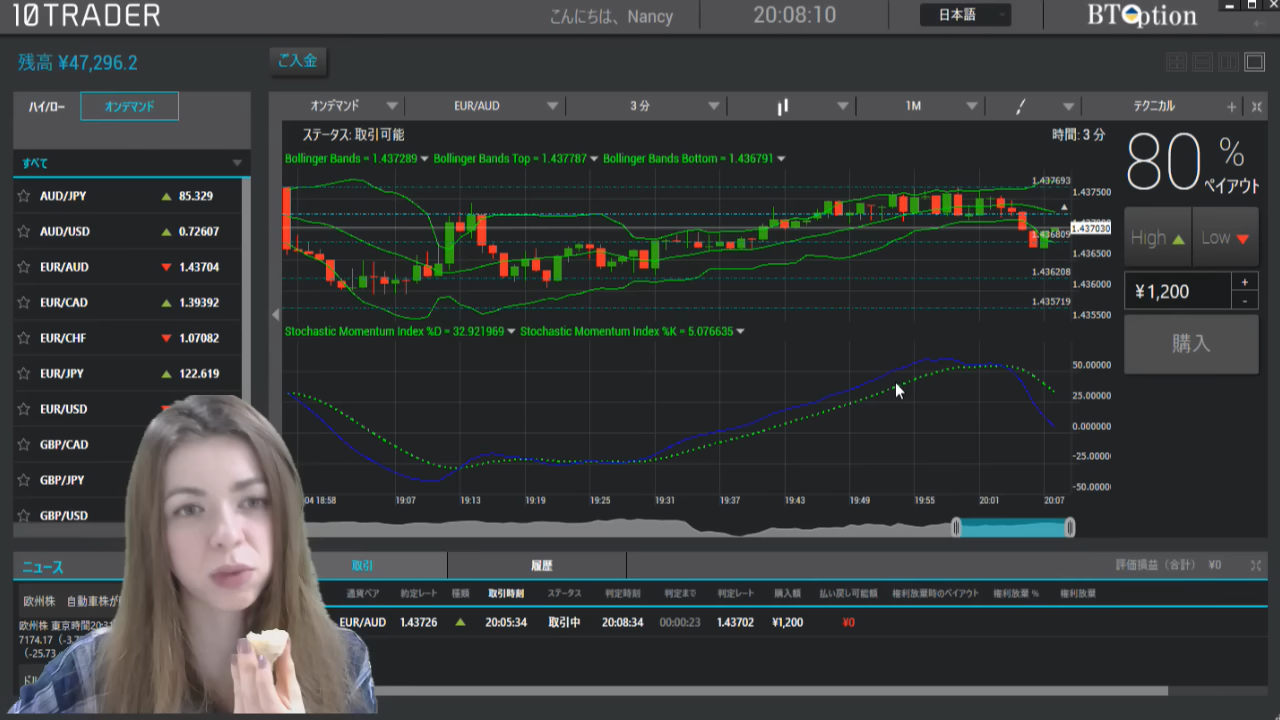 10TRADER
こんにちは、Nancy
20:08:10
日本語
BTOption
残高 ¥47,296.2
ご入金
ハイ/ロー
オンデマンド
オンデマンド
EUR/AUD
3 分
1M
テクニカル
ステータス: 取引可能
時間: 3 分
Bollinger Bands = 1.437289
Bollinger Bands Top = 1.437787
Bollinger Bands Bottom = 1.436791
80 %
ペイアウト
すべて
AUD/JPY 85.329
AUD/USD 0.72607
EUR/AUD 1.43704
EUR/CAD 1.39392
EUR/CHF 1.07082
EUR/JPY 122.619
EUR/USD
GBP/CAD
GBP/JPY
GBP/USD
1.437693
1.437500
1.437030
1.436809
1.436500
1.436208
1.436000
1.435719
1.435500
High
Low
¥1,200
+
-
購入
Stochastic Momentum Index %D = 32.921969
Stochastic Momentum Index %K = 5.076635
50.00000
25.00000
0.000000
-25.0000
-50.0000
04 18:58
19:07
19:13
19:19
19:25
19:31
19:37
19:43
19:49
19:55
20:01
20:07
ニュース
取引
履歴
評価損益（合計） ¥0
欧州株 自動車株が
欧州株 東京時間20:31
7174.17（-3.7
（-25.73
ドル
通貨ペア 約定レート 種類 取引時刻 ステータス 判定時刻 判定まで 判定レート 購入額 払い戻し可能額 権利放棄時のペイアウト 権利放棄 % 権利放棄
EUR/AUD 1.43726 20:05:34 取引中 20:08:34 00:00:23 1.43702 ¥1,200 ¥0